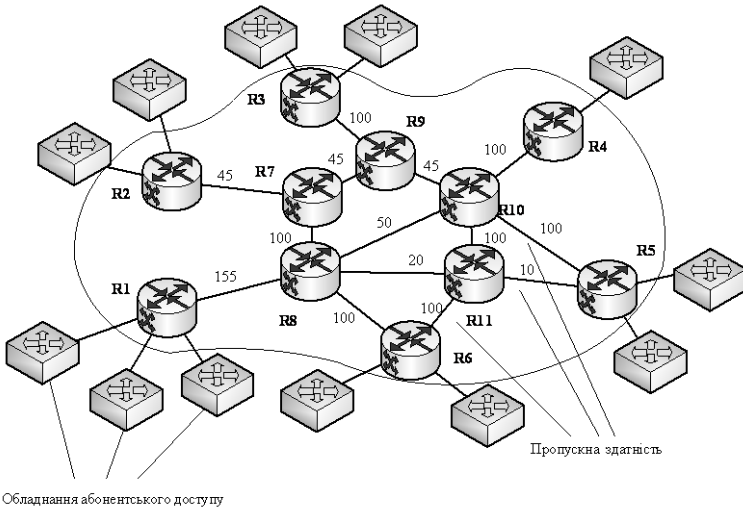 R3
100
R9
R4
45
45
100
R2
45
R7
R10
50
100
100
100
R5
R1
155
20
10
R8
100
100
R11
R6
Пропускна здатність
Обладнання абонентського доступу